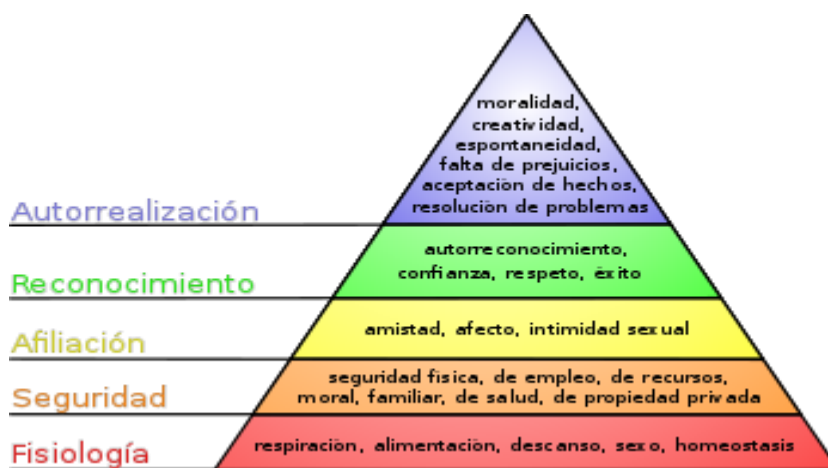 moralidad,
creatividad,
espontaneidad,
falta de prejuicios,
aceptación de hechos,
resolución de problemas
Autorrealización
autorreconocimiento,
confianza, respeto, éxito
Reconocimiento
amistad, afecto, intimidad sexual
Afiliación
seguridad física, de empleo, de recursos,
moral, familiar, de salud, de propiedad privada
Seguridad
respiración, alimentación, descanso, sexo, homeostasis
Fisiología